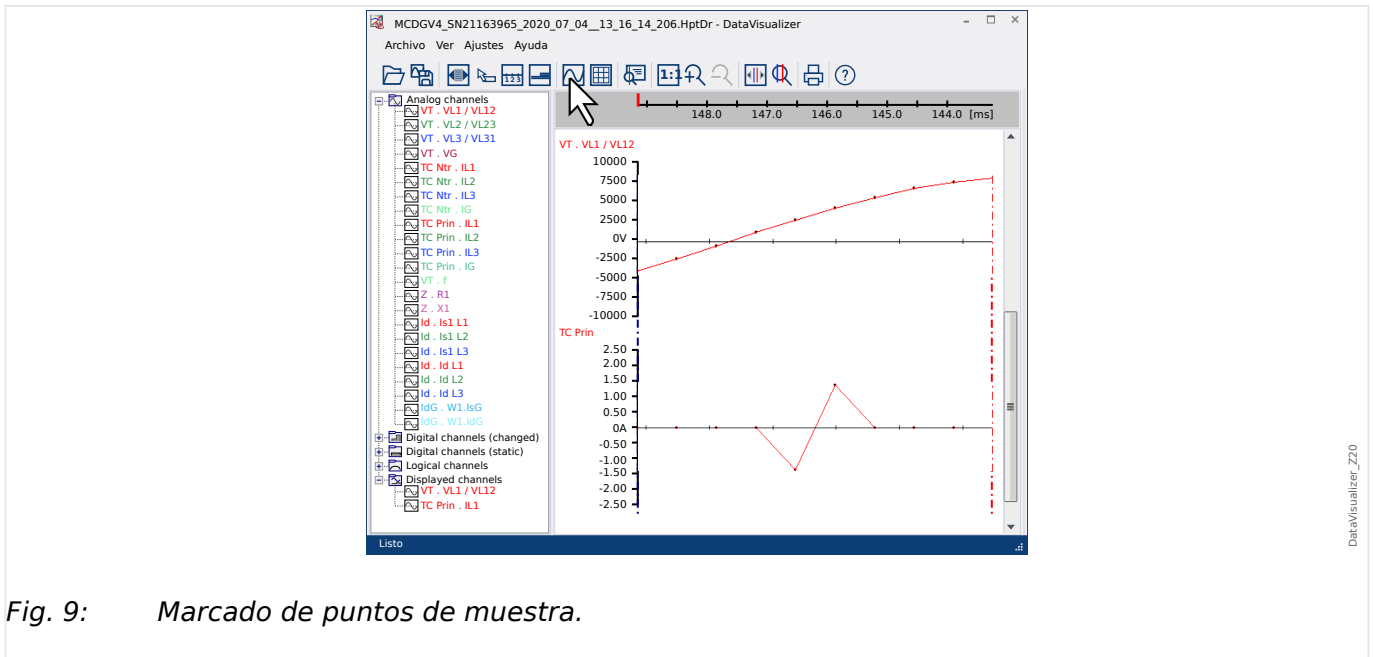 MCDGV4_SN21163965_2020_07_04__13_16_14_206.HptDr - DataVisualizer
Archivo Ver Ajustes Ayuda
123
1:1
Analog channels
VT . VL1 / VL12
VT . VL2 / VL23
VT . VL3 / VL31
VT . VG
TC Ntr . IL1
TC Ntr . IL2
TC Ntr . IL3
TC Ntr . IG
TC Prin . IL1
TC Prin . IL2
TC Prin . IL3
TC Prin . IG
VT . f
Z . R1
Z . X1
Id . Is1 L1
Id . Is1 L2
Id . Is1 L3
Id . Id L1
Id . Id L2
Id . Id L3
IdG . W1.IsG
IdG . W1.IdG
Digital channels (changed)
Digital channels (static)
Logical channels
Displayed channels
VT . VL1 / VL12
TC Prin . IL1
148.0 147.0 146.0 145.0 144.0 [ms]
VT . VL1 / VL12
10000
7500
5000
2500
0V
-2500
-5000
-7500
-10000
TC Prin
2.50
2.00
1.50
1.00
0.50
0A
-0.50
-1.00
-1.50
-2.00
-2.50
Listo
DataVisualizer_Z20
Fig. 9: Marcado de puntos de muestra.